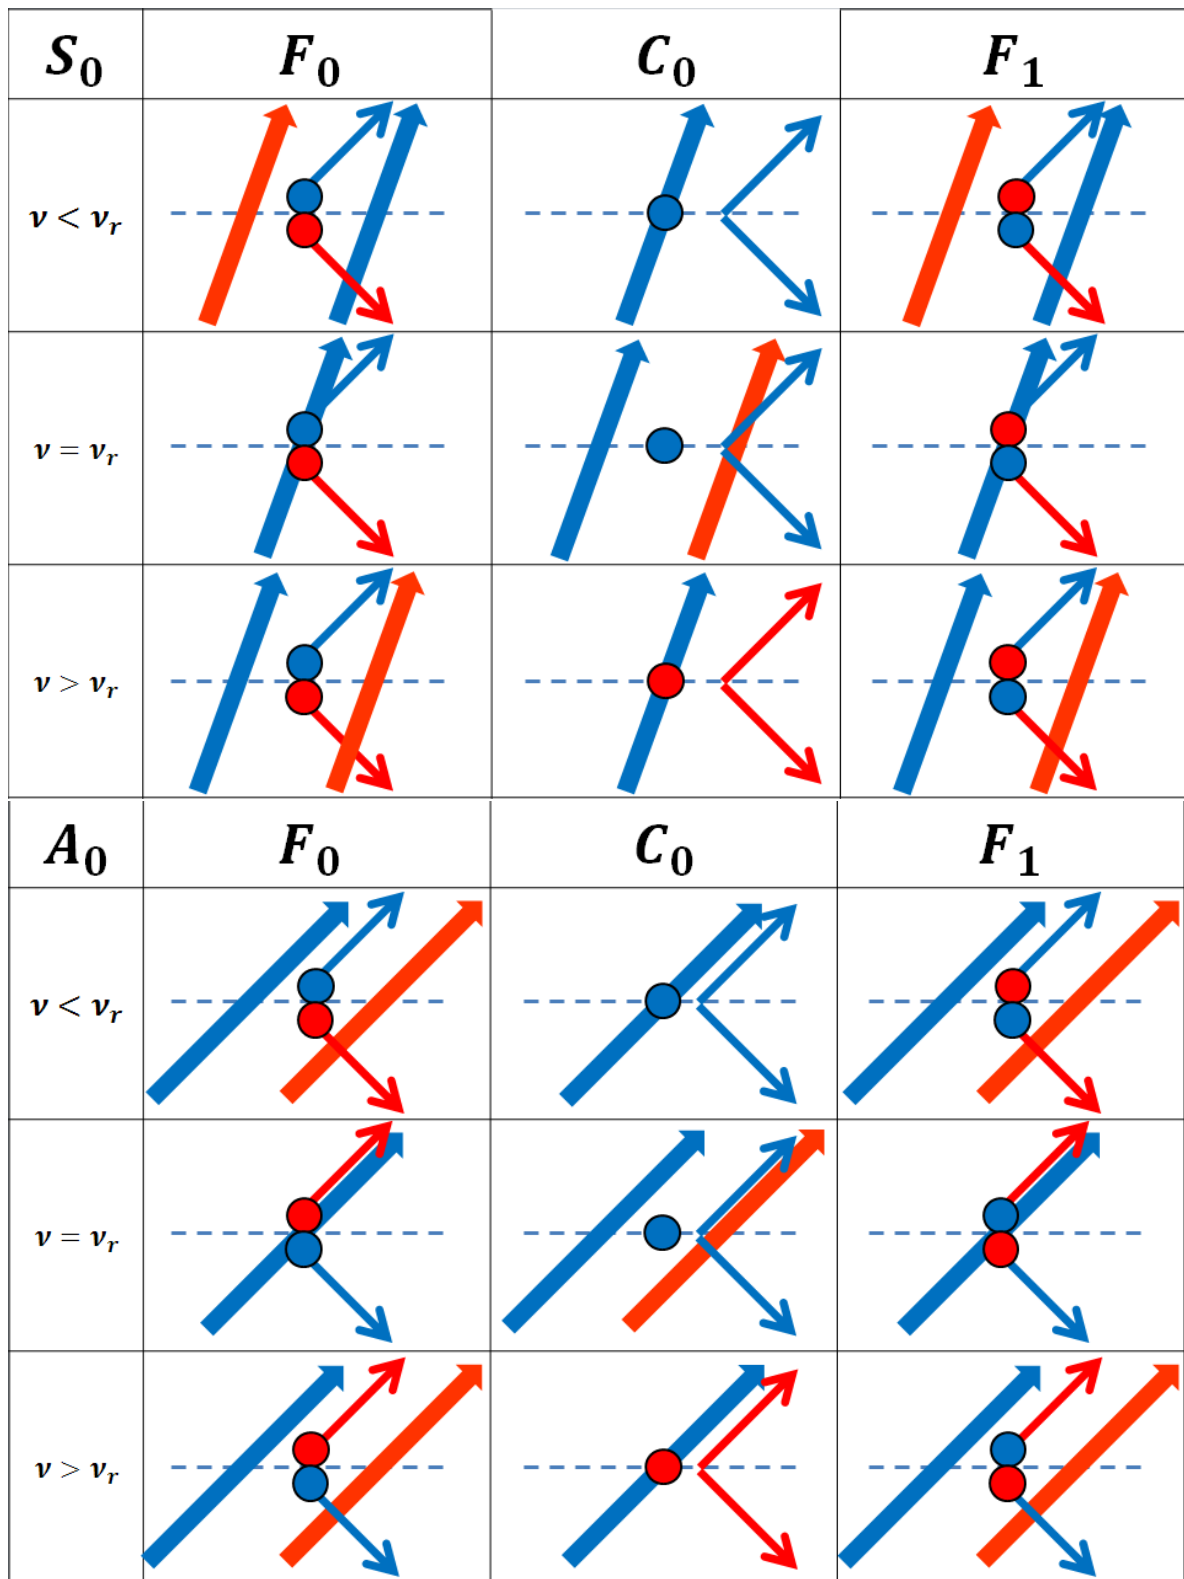 S₀ F₀ C₀ F₁
ν < νᵣ
ν = νᵣ
ν > νᵣ
A₀ F₀ C₀ F₁
ν < νᵣ
ν = νᵣ
ν > νᵣ